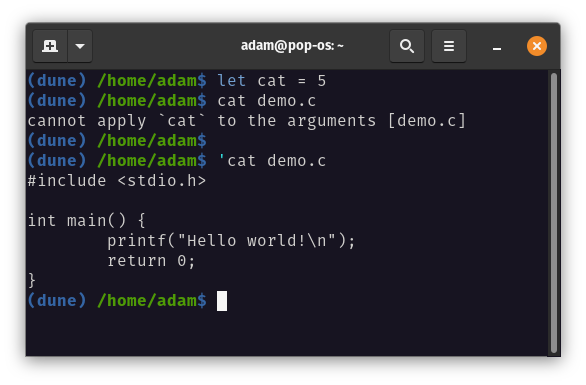 adam@pop-os: ~
(dune) /home/adam$ let cat = 5
(dune) /home/adam$ cat demo.c
cannot apply `cat` to the arguments [demo.c]
(dune) /home/adam$
(dune) /home/adam$ 'cat demo.c
#include <stdio.h>

int main() {
        printf("Hello world!\n");
        return 0;
}
(dune) /home/adam$